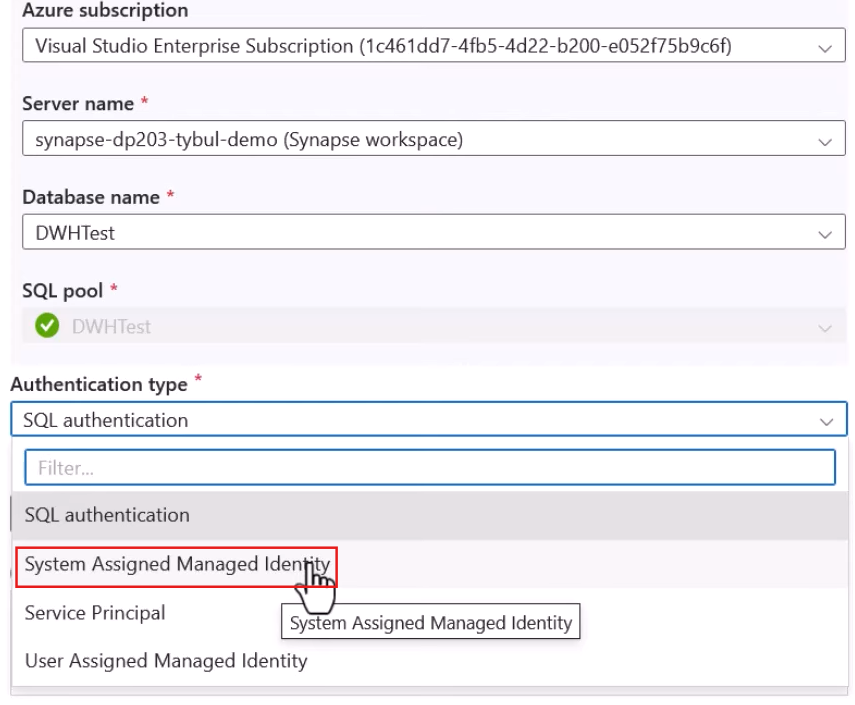 Azure subscription
Visual Studio Enterprise Subscription (1c461dd7-4fb5-4d22-b200-e052f75b9c6f)
Server name *
synapse-dp203-tybul-demo (Synapse workspace)
Database name *
DWHTest
SQL pool *
DWHTest
Authentication type *
SQL authentication
Filter...
SQL authentication
System Assigned Managed Identity
Service Principal
System Assigned Managed Identity
User Assigned Managed Identity